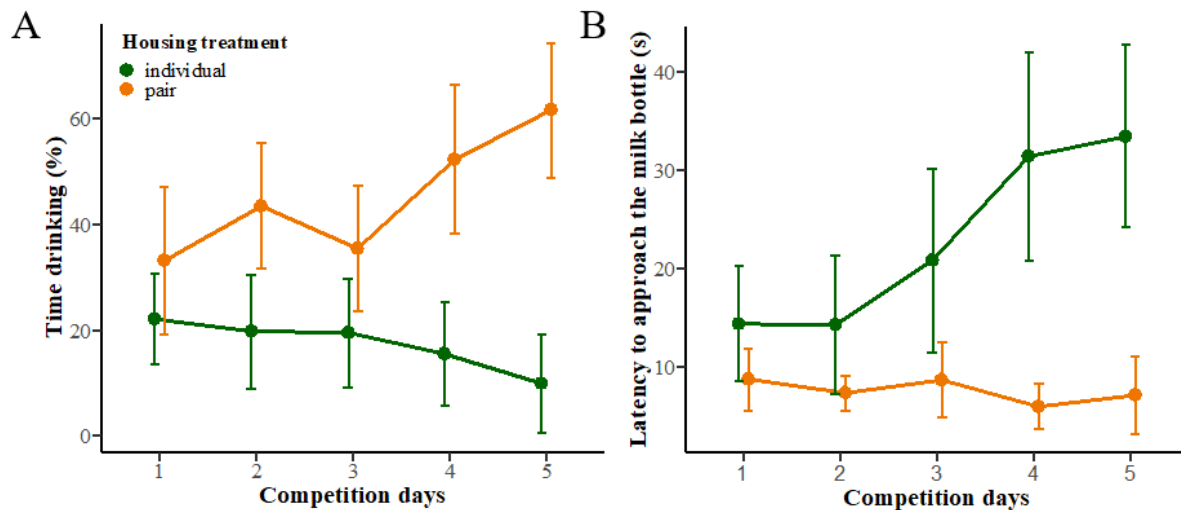 A
Housing treatment
individual
pair
Time drinking (%)
60
40
20
0
1 2 3 4 5
Competition days
B
Latency to approach the milk bottle (s)
40
30
20
10
1 2 3 4 5
Competition days